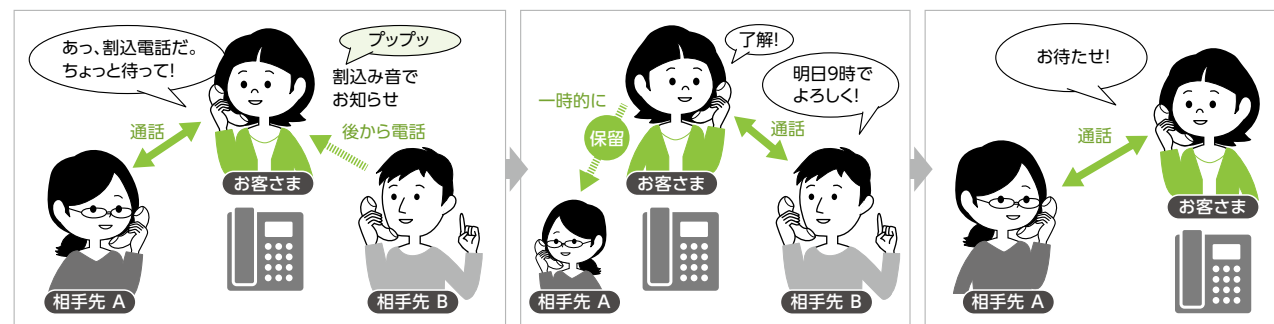 あっ、割込電話だ。
ちょっと待って!
プップッ
割込み音で
お知らせ
通話
後から電話
お客さま
相手先 A
相手先 B
了解!
明日9時で
よろしく!
一時的に
保留
通話
お客さま
相手先 A
相手先 B
お待たせ!
通話
お客さま
相手先 A